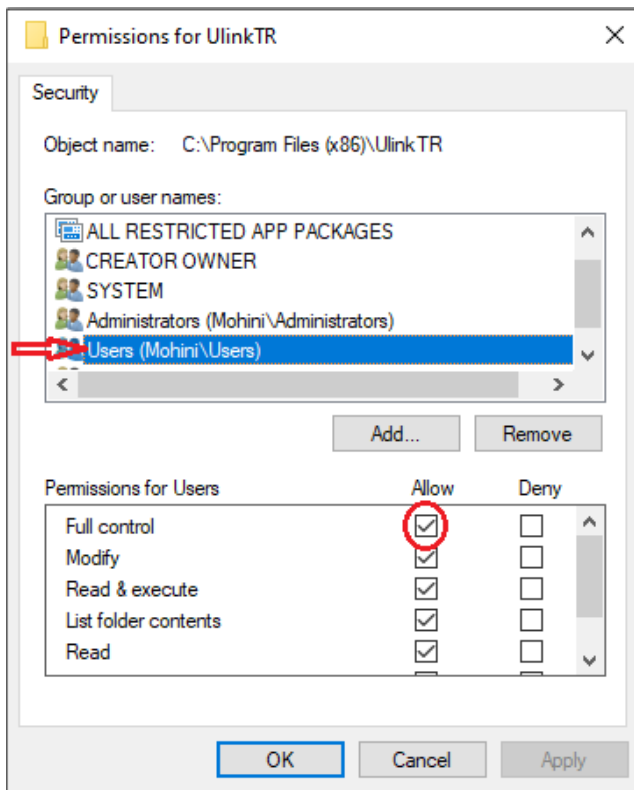 Permissions for UlinkTR
Security
Object name: C:\Program Files (x86)\UlinkTR
Group or user names:
ALL RESTRICTED APP PACKAGES
CREATOR OWNER
SYSTEM
Administrators (Mohini\Administrators)
Users (Mohini\Users)
Add... Remove
Permissions for Users Allow Deny
Full control
Modify
Read & execute
List folder contents
Read
OK Cancel Apply